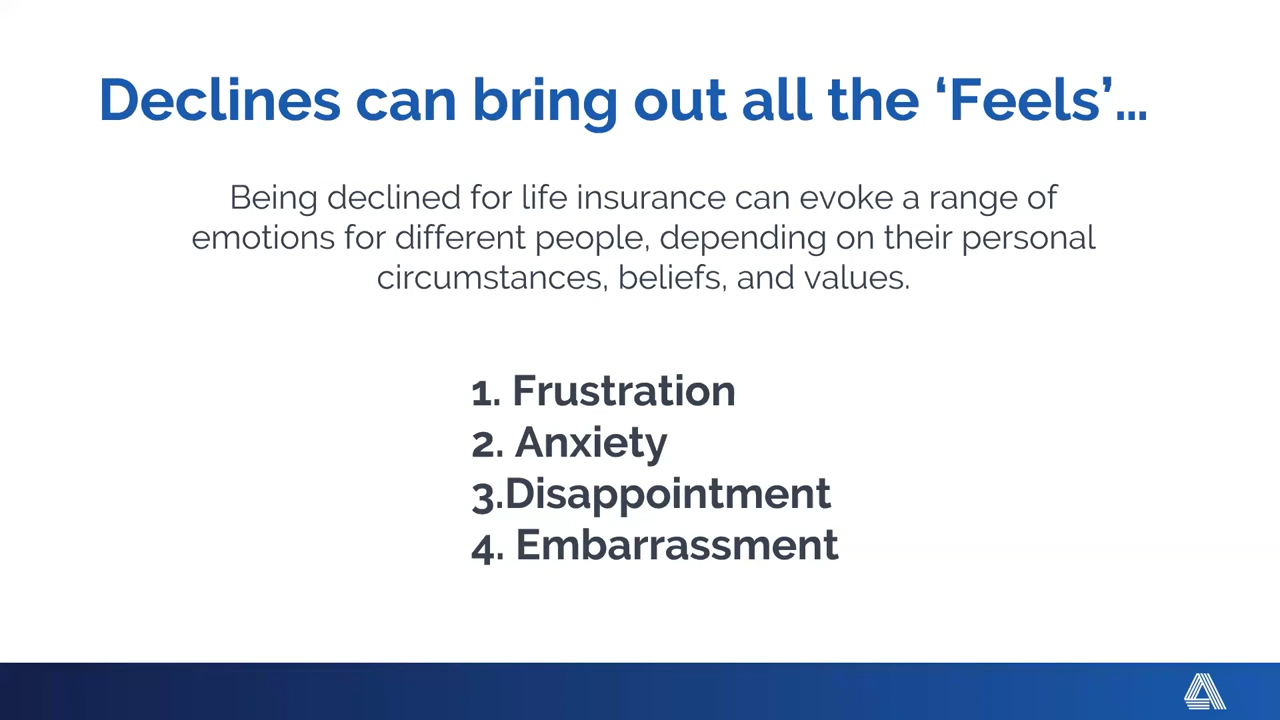 Declines can bring out all the ‘Feels’...
Being declined for life insurance can evoke a range of
emotions for different people, depending on their personal
circumstances, beliefs, and values.
1. Frustration
2. Anxiety
3.Disappointment
4. Embarrassment